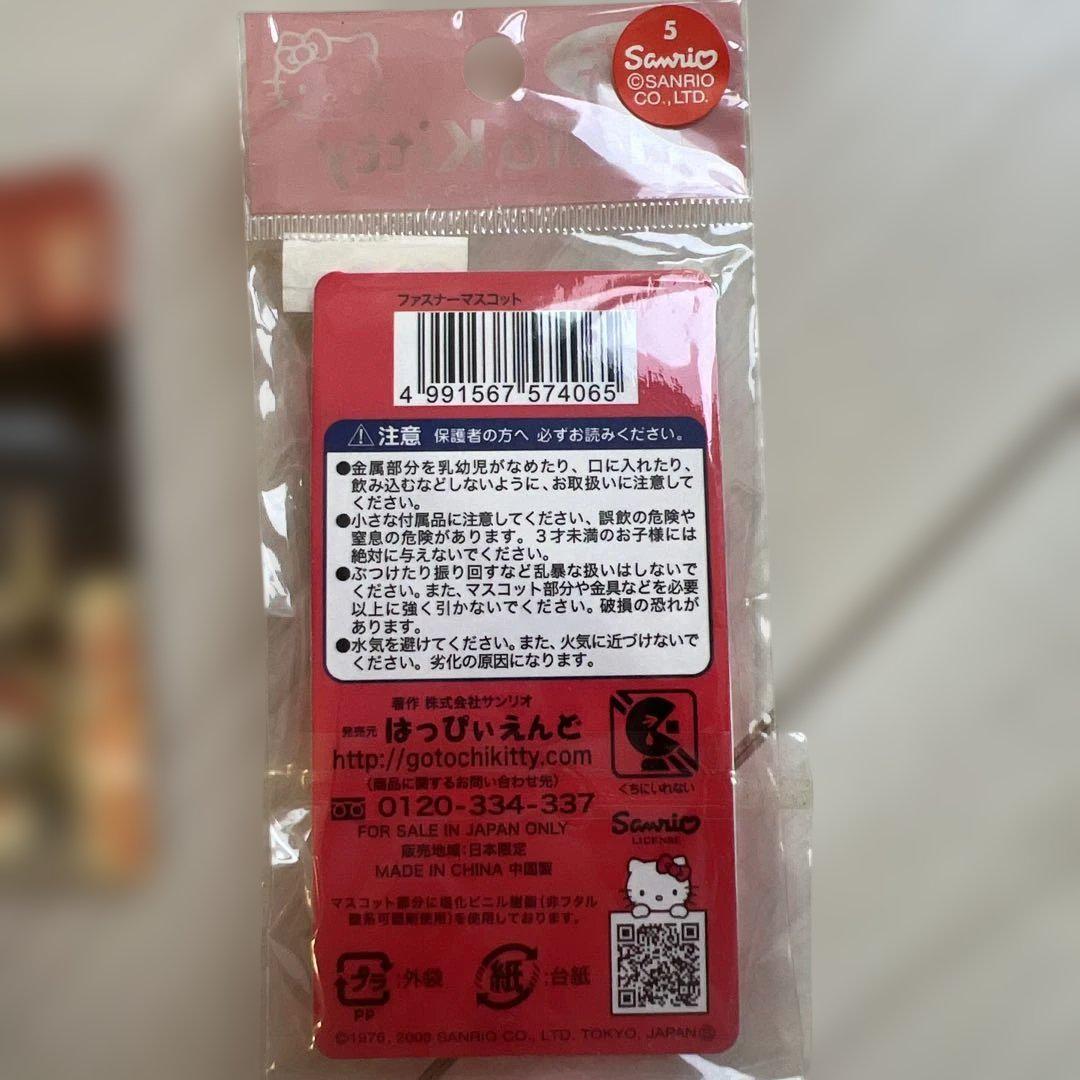 5
Sanrio
©SANRIO
CO.,LTD.
Kitty
ファスナーマスコット
4 991567 574065
注意 保護者の方へ 必ずお読みください。
●金属部分を乳幼児がなめたり、口に入れたり、
飲み込むなどしないように、お取扱いに注意して
ください。
●小さな付属品に注意してください、誤飲の危険や
窒息の危険があります。3才未満のお子様には
絶対に与えないでください。
●ぶつけたり振り回すなど乱暴な扱いはしないで
ください。また、マスコット部分や金具などを必要
以上に強く引かないでください。破損の恐れが
あります。
●水気を避けてください。また、火気に近づけないで
ください。劣化の原因になります。
著作 株式会社サンリオ
発売元 はっぴぃえんど
http://gotochikitty.com
(商品に関するお問い合わせ先)
0120-334-337
FOR SALE IN JAPAN ONLY
販売地域:日本限定
MADE IN CHINA 中国製
くちにいれない
Sanrio
LICENSE
マスコット部分に塩化ビニル樹脂(非フタル
酸系可塑剤使用)を使用しております。
プラ :外袋
PP
紙 :台紙
©1976, 2008 SANRIO CO., LTD. TOKYO, JAPAN